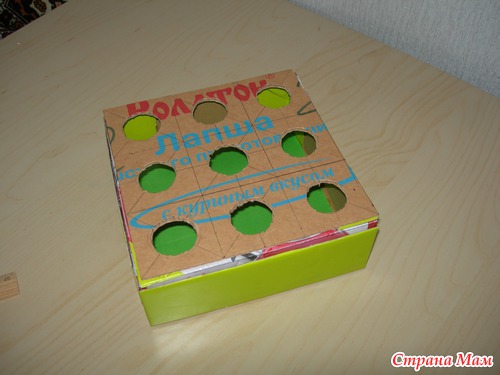 Роллтон®
Лапша
с куриным вкусом
Страна Мам